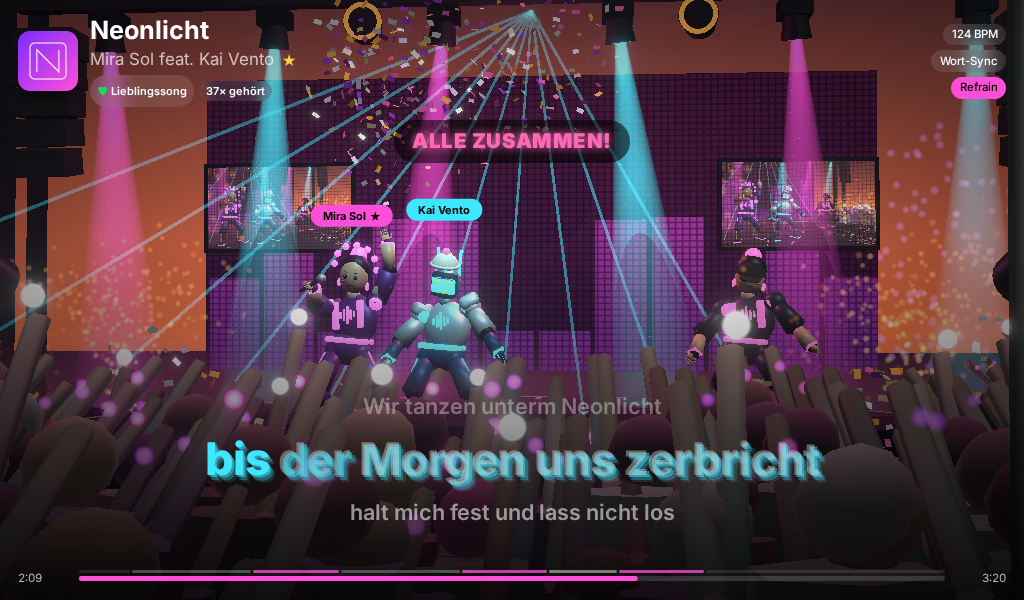 Neonlicht
Mira Sol feat. Kai Vento ★
Lieblingssong
37× gehört
124 BPM
Wort-Sync
Refrain
N
ALLE ZUSAMMEN!
Mira Sol ★
Kai Vento
Wir tanzen unterm Neonlicht
bis der Morgen uns zerbricht
halt mich fest und lass nicht los
2:09
3:20